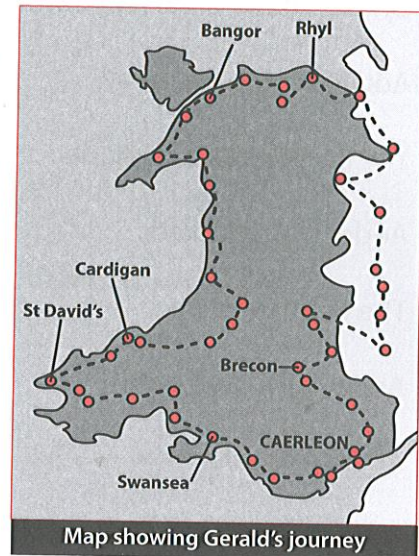 Bangor
Rhyl
Cardigan
St David's
Brecon
CAERLEON
Swansea
Map showing Gerald's journey